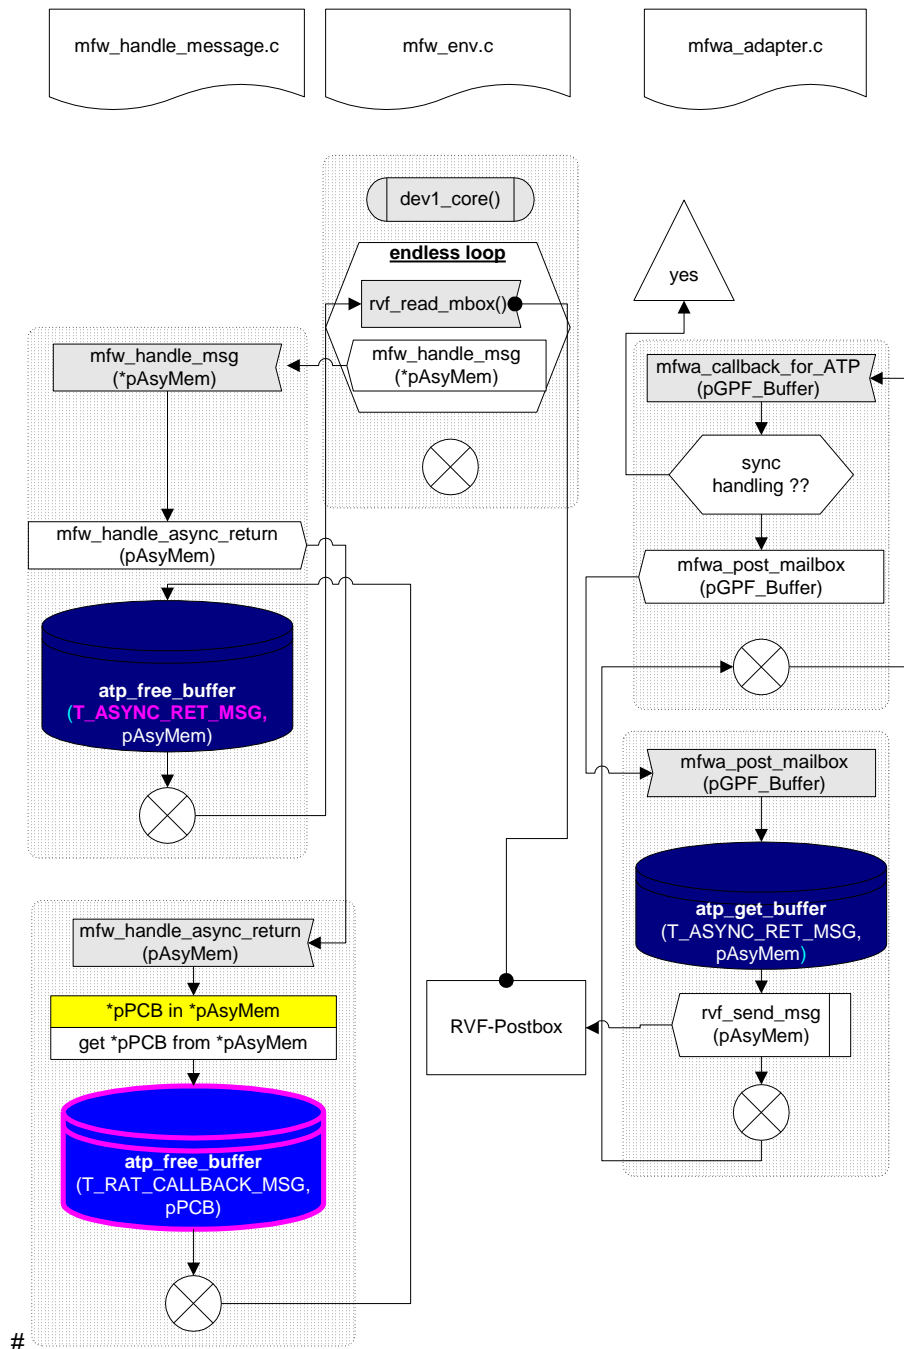 mfw_handle_message.c
mfw_env.c
mfwa_adapter.c
dev1_core()
endless loop
rvf_read_mbox()
mfw_handle_msg
(*pAsyMem)
yes
mfw_handle_msg
(*pAsyMem)
mfwa_callback_for_ATP
(pGPF_Buffer)
sync
handling ??
mfw_handle_async_return
(pAsyMem)
mfwa_post_mailbox
(pGPF_Buffer)
atp_free_buffer
(T_ASYNC_RET_MSG,
pAsyMem)
mfwa_post_mailbox
(pGPF_Buffer)
atp_get_buffer
(T_ASYNC_RET_MSG,
pAsyMem)
mfw_handle_async_return
(pAsyMem)
*pPCB in *pAsyMem
get *pPCB from *pAsyMem
RVF-Postbox
rvf_send_msg
(pAsyMem)
atp_free_buffer
(T_RAT_CALLBACK_MSG,
pPCB)
#